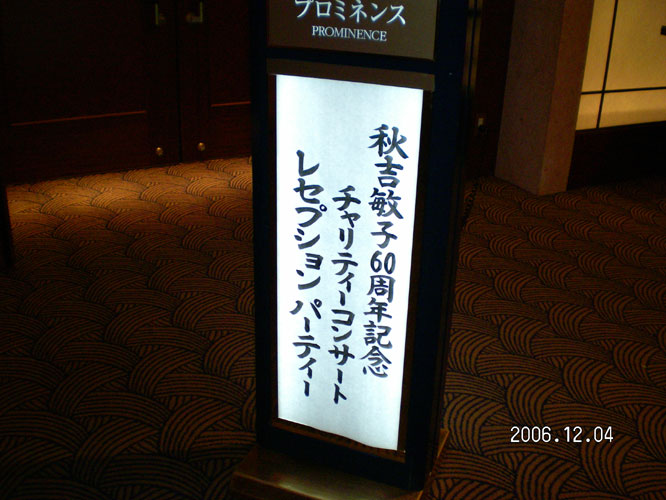 プロミネンス
PROMINENCE
秋吉敏子60周年記念
チャリティーコンサート
レセプション パーティー
2006.12.04